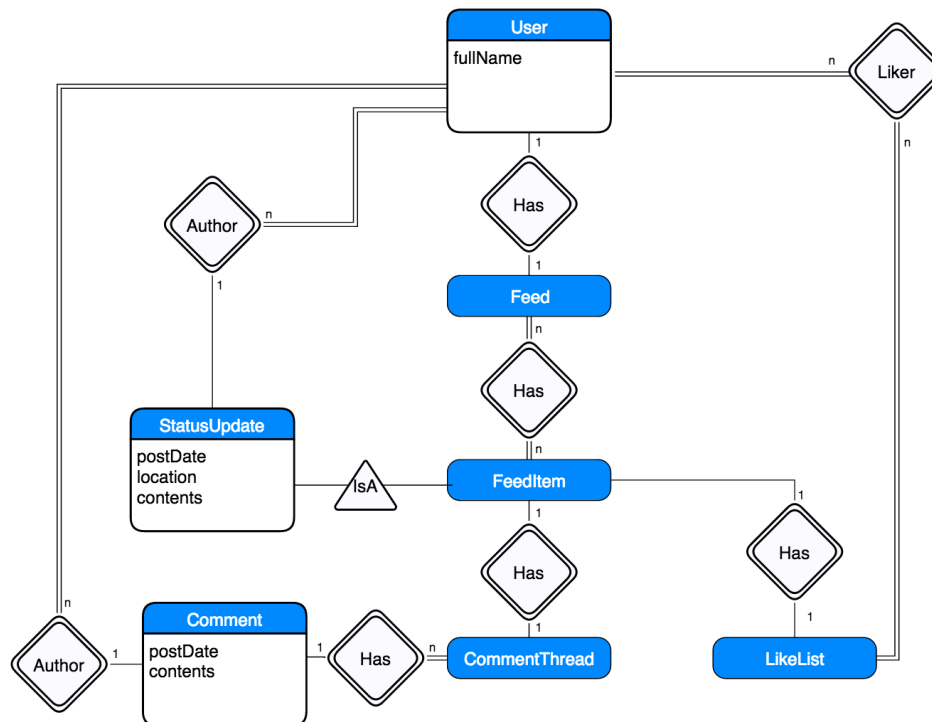 User
fullName
n
Liker
n
1
Has
1
Author
n
1
Feed
n
Has
n
StatusUpdate
postDate
location
contents
IsA
FeedItem
1
1
Has
1
Has
1
n
Comment
postDate
contents
Author
1
1
Has
n
CommentThread
LikeList